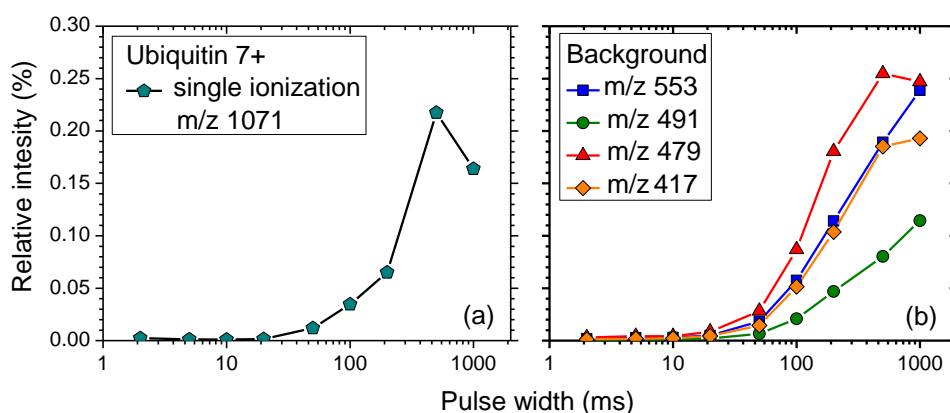 Relative intesity (%)
0.30
0.25
0.20
0.15
0.10
0.05
0.00
Ubiquitin 7+
single ionization
m/z 1071
(a)
1 10 100 1000
Background
m/z 553
m/z 491
m/z 479
m/z 417
(b)
1 10 100 1000
Pulse width (ms)